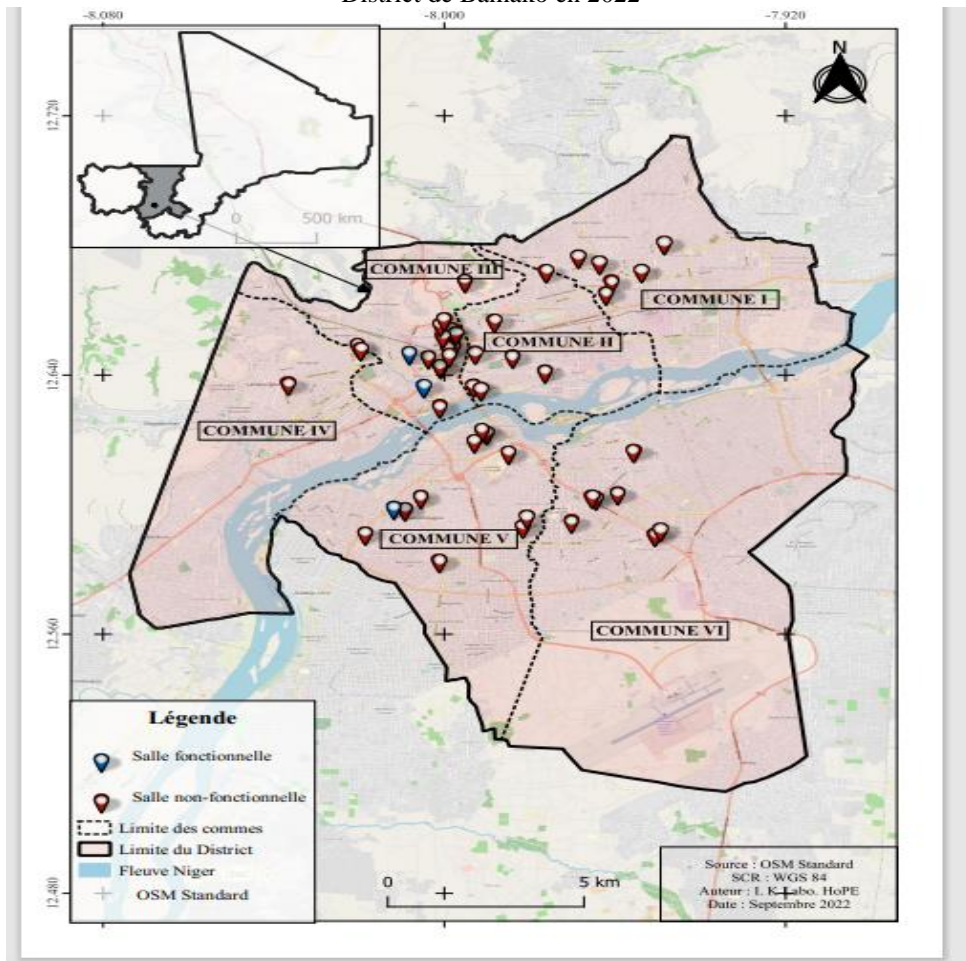 District de Bamako en 2022
-8.080
-8.000
-7.920
N
12.720
500 km
0
COMMUNE III
COMMUNE I
COMMUNE II
12.640
COMMUNE IV
COMMUNE V
COMMUNE VI
12.560
Légende
Salle fonctionnelle
Salle non-fonctionnelle
Limite des commes
Limite du District
Fleuve Niger
OSM Standard
12.480
0
5 km
Source : OSM Standard
SCR : WGS 84
Auteur : I. K Labo. HoPE
Date : Septembre 2022